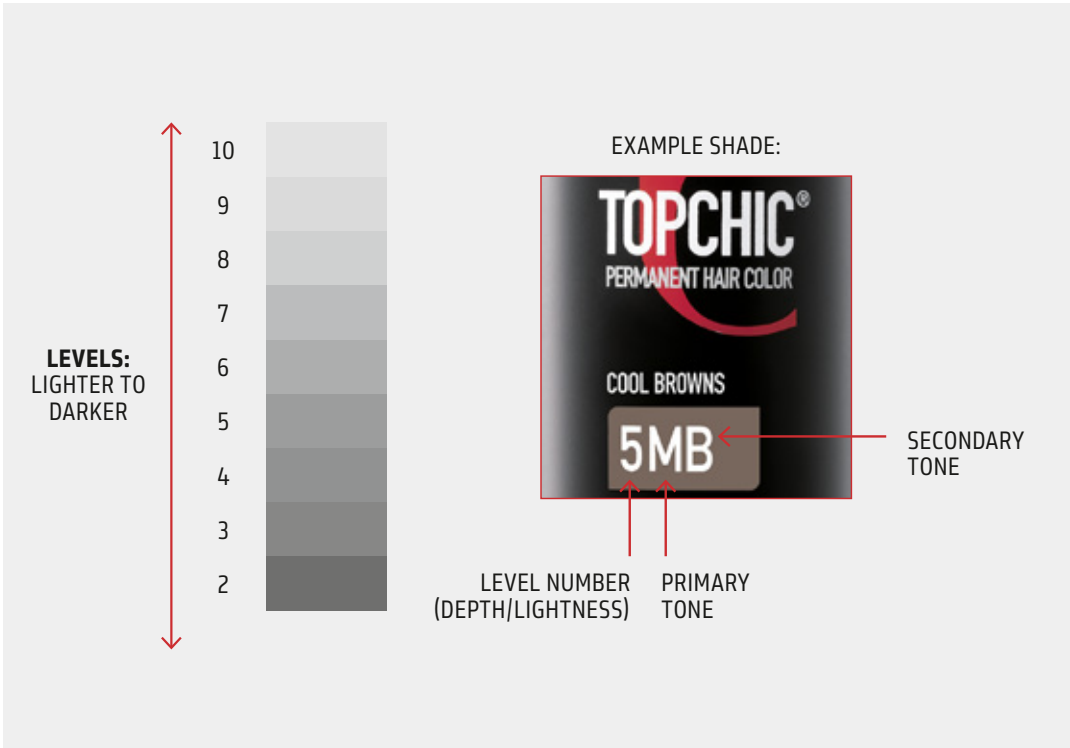 10
9
8
7
6
5
4
3
2
LEVELS:
LIGHTER TO
DARKER
EXAMPLE SHADE:
TOPCHIC®
PERMANENT HAIR COLOR
COOL BROWNS
5MB
SECONDARY
TONE
LEVEL NUMBER
(DEPTH/LIGHTNESS)
PRIMARY
TONE